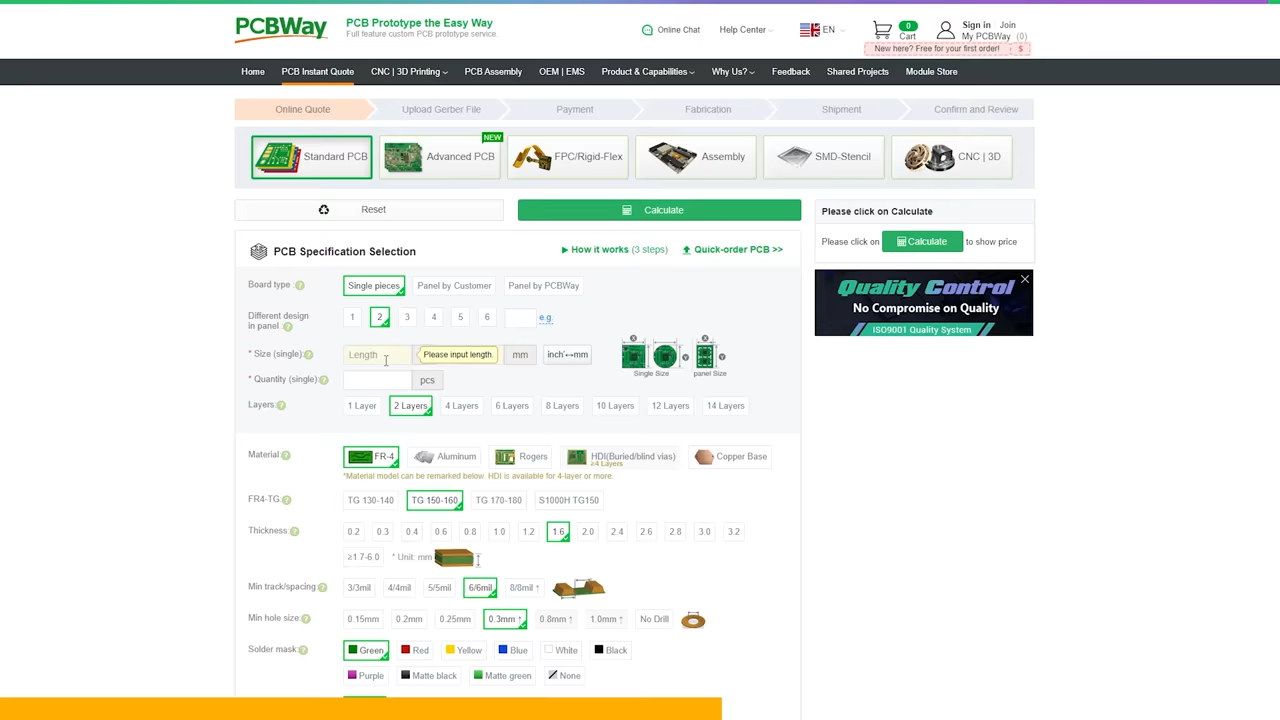 PCBWay
PCB Prototype the Easy Way
Full feature custom PCB prototype service.
Online Chat
Help Center
EN
0
Cart
Sign in Join
My PCBWay (0)
New here? Free for your first order! $
Home PCB Instant Quote CNC | 3D Printing PCB Assembly OEM | EMS Product & Capabilities Why Us? Feedback Shared Projects Module Store
Online Quote Upload Gerber File Payment Fabrication Shipment Confirm and Review
Standard PCB NEW Advanced PCB FPC/Rigid-Flex Assembly SMD-Stencil CNC | 3D
Reset Calculate
Please click on Calculate
Please click on Calculate to show price
Quality Control
No Compromise on Quality
ISO9001 Quality System
PCB Specification Selection How it works (3 steps) Quick-order PCB >>
Board type : ? Single pieces Panel by Customer Panel by PCBWay
Different design
in panel : ? 1 2 3 4 5 6 e.g.
* Size (single): ? Length Please input length. mm inch↔mm
X X
Y Y
Single Size panel Size
* Quantity (single): ? pcs
Layers: ? 1 Layer 2 Layers 4 Layers 6 Layers 8 Layers 10 Layers 12 Layers 14 Layers
Material: ? FR-4 Aluminum Rogers HDI(Buried/blind vias) Copper Base
≥4 Layers
*Material model can be remarked below. HDI is available for 4-layer or more.
FR4-TG: ? TG 130-140 TG 150-160 TG 170-180 S1000H TG150
Thickness: ? 0.2 0.3 0.4 0.6 0.8 1.0 1.2 1.6 2.0 2.4 2.6 2.8 3.0 3.2
≥1.7-6.0 * Unit: mm
Min track/spacing: ? 3/3mil 4/4mil 5/5mil 6/6mil 8/8mil ↑
Min hole size: ? 0.15mm 0.2mm 0.25mm 0.3mm ↑ 0.8mm ↑ 1.0mm ↑ No Drill
Solder mask: ? Green Red Yellow Blue White Black
Purple Matte black Matte green None